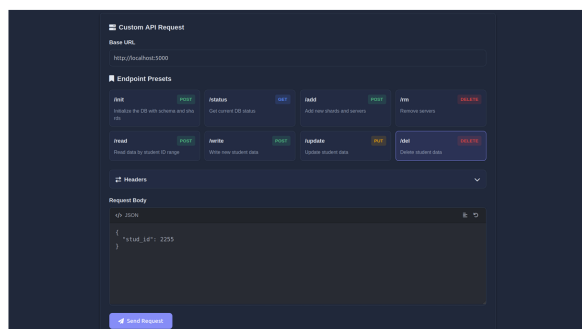 Custom API Request
Base URL
http://localhost:5000
Endpoint Presets
/init POST
Initialize the DB with schema and sha
rds
/status GET
Get current DB status
/add POST
Add new shards and servers
/rm DELETE
Remove servers
/read POST
Read data by student ID range
/write POST
Write new student data
/update PUT
Update student data
/del DELETE
Delete student data
Headers
Request Body
</> JSON
{
"stud_id": 2255
}
Send Request